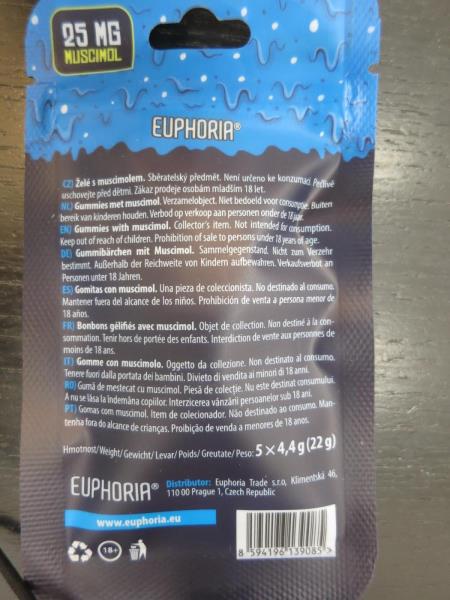 25 MG
MUSCIMOL
EUPHORIA®
CZ) Želé s muscimolem. Sběratelský předmět. Není určeno ke konzumaci. Pečlivě
uschovejte před dětmi. Zákaz prodeje osobám mladším 18 let.
NL) Gummies met muscimol. Verzamelobject. Niet bedoeld voor consumptie. Buiten
bereik van kinderen houden. Verbod op verkoop aan personen onder de 18 jaar.
EN) Gummies with muscimol. Collector's item. Not intended for consumption.
Keep out of reach of children. Prohibition of sale to persons under 18 years of age.
DE) Gummibärchen mit Muscimol. Sammelgegenstand. Nicht zum Verzehr
bestimmt. Außerhalb der Reichweite von Kindern aufbewahren. Verkaufsverbot an
Personen unter 18 Jahren.
ES) Gomitas con muscimol. Una pieza de coleccionista. No destinado al consumo.
Mantener fuera del alcance de los niños. Prohibición de venta a persona menor de
18 años.
FR) Bonbons gélifiés avec muscimol. Objet de collection. Non destiné à la con-
sommation. Tenir hors de portée des enfants. Interdiction de vente aux personnes
de moins de 18 ans.
IT) Gomme con muscimolo. Oggetto da collezione. Non destinato al consumo.
Tenere fuori dalla portata dei bambini. Divieto di vendita ai minori di 18 anni.
RO) Gumă de mestecat cu muscimol. Piesă de colecție. Nu este destinat consumului.
A nu se lăsa la îndemâna copiilor. Interzicerea vânzării persoanelor sub 18 ani.
PT) Gomas com muscimol. Item de colecionador. Não destinado ao consumo. Man-
tenha fora do alcance de crianças. Proibição de venda a menores de 18 anos.
Hmotnost/Weight/Gewicht/Levar/Poids/Greutate/Peso: 5 × 4,4 g (22 g)
EUPHORIA® Distributor: Euphoria Trade s.r.o, Klimentská 46,
110 00 Prague 1, Czech Republic
www.euphoria.eu
18+
8 594196 139085 >